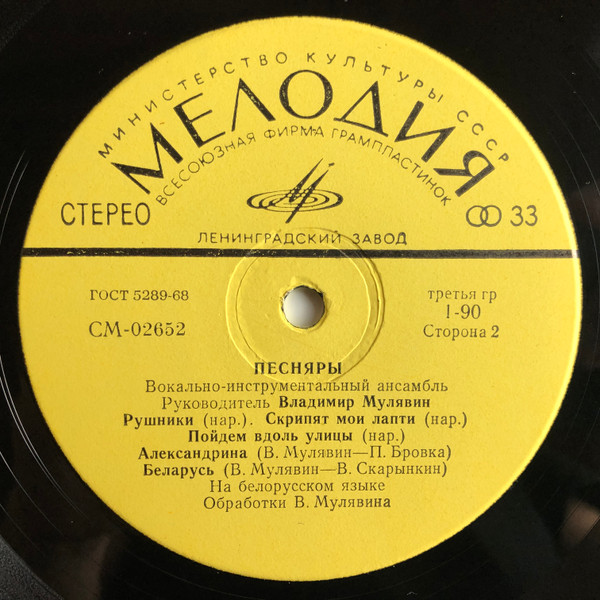 МИНИСТЕРСТВО КУЛЬТУРЫ СССР
МЕЛОДИЯ
ВСЕСОЮЗНАЯ ФИРМА ГРАМПЛАСТИНОК
СТЕРЕО
33
ЛЕНИНГРАДСКИЙ ЗАВОД
ГОСТ 5289-68
третья гр
СМ-02652
1-90
Сторона 2
ПЕСНЯРЫ
Вокально-инструментальный ансамбль
Руководитель Владимир Мулявин
Рушники (нар.). Скрипят мои лапти (нар.)
Пойдем вдоль улицы (нар.)
Александрина (В. Мулявин—П. Бровка)
Беларусь (В. Мулявин—В. Скарынкин)
На белорусском языке
Обработки В. Мулявина